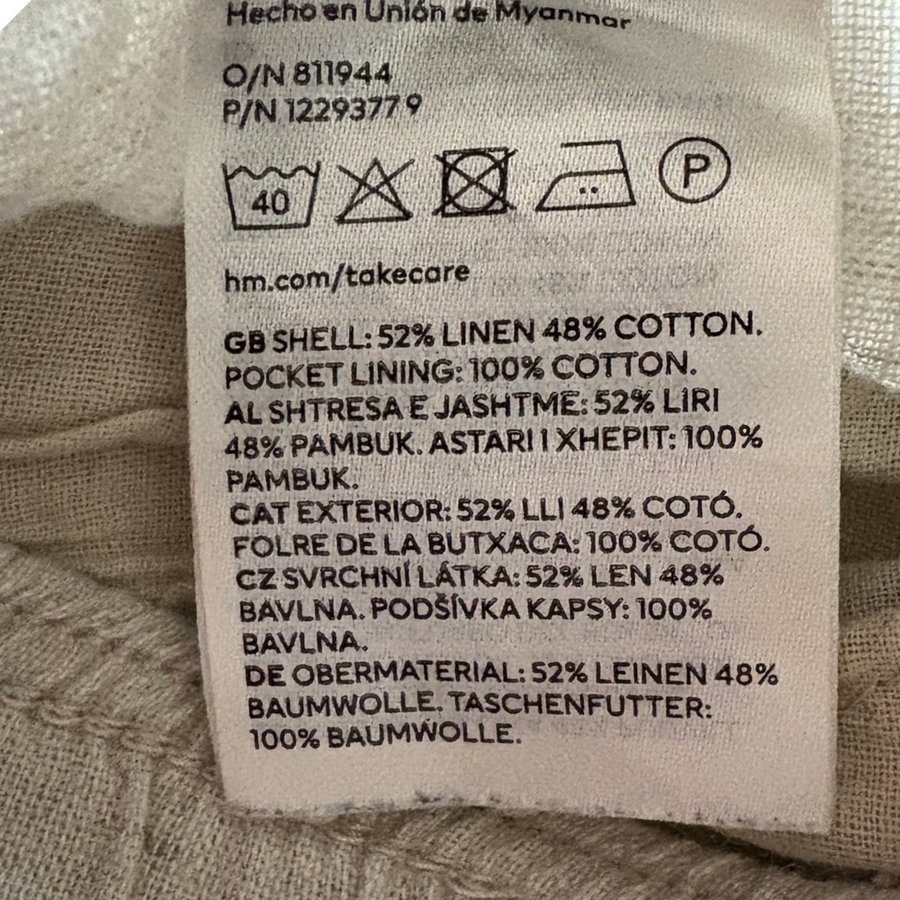 Hecho en Unión de Myanmar
O/N 811944
P/N 12293779
40
P
hm.com/takecare
GB SHELL: 52% LINEN 48% COTTON.
POCKET LINING: 100% COTTON.
AL SHTRESA E JASHTME: 52% LIRI
48% PAMBUK. ASTARI I XHEPIT: 100%
PAMBUK.
CAT EXTERIOR: 52% LLI 48% COTÓ.
FOLRE DE LA BUTXACA: 100% COTÓ.
CZ SVRCHNÍ LÁTKA: 52% LEN 48%
BAVLNA. PODŠÍVKA KAPSY: 100%
BAVLNA.
DE OBERMATERIAL: 52% LEINEN 48%
BAUMWOLLE. TASCHENFUTTER:
100% BAUMWOLLE.